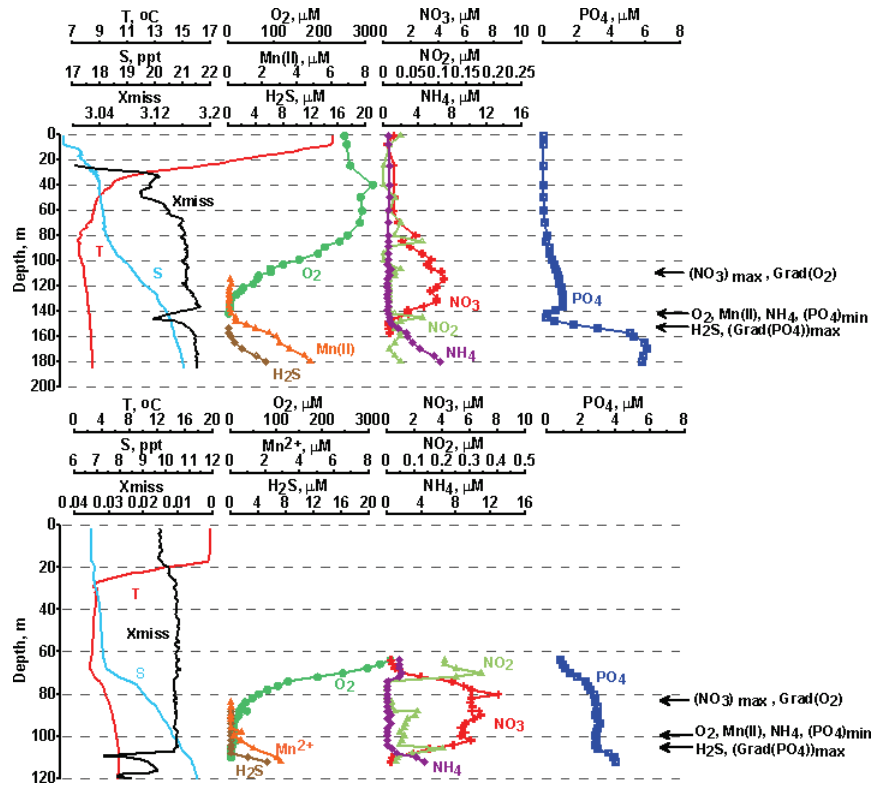 T, oC O2, µM NO3, µM PO4, µM
7 9 11 13 15 17 0 100 200 300 0 2 4 6 8 10 0 2 4 6 8
S, ppt Mn(II), µM NO2, µM
17 18 19 20 21 22 0 2 4 6 8 0 0.05 0.1 0.15 0.20 0.25
Xmiss H2S, µM NH4, µM
3.04 3.12 3.2 0 4 8 12 16 20 0 4 8 12 16
Depth, m
0
20
40
60
80
100
120
140
160
180
200
Xmiss
T
S
O2
Mn(II)
H2S
NO3
NO2
NH4
PO4
(NO3) max , Grad(O2)
O2, Mn(II), NH4, (PO4)min
H2S, (Grad(PO4))max
T, oC O2, µM NO3, µM PO4, µM
0 4 8 12 16 20 0 100 200 300 0 2 4 6 8 10 0 2 4 6 8
S, ppt Mn2+, µM NO2, µM
6 7 8 9 10 11 12 0 2 4 6 8 0 0.1 0.2 0.3 0.4 0.5
Xmiss H2S, µM NH4, µM
0.04 0.03 0.02 0.01 0 0 4 8 12 16 20 0 4 8 12 16
Depth, m
0
20
40
60
80
100
120
T
Xmiss
S
O2
Mn2+
H2S
NO2
NO3
NH4
PO4
(NO3) max , Grad(O2)
O2, Mn(II), NH4, (PO4)min
H2S, (Grad(PO4))max